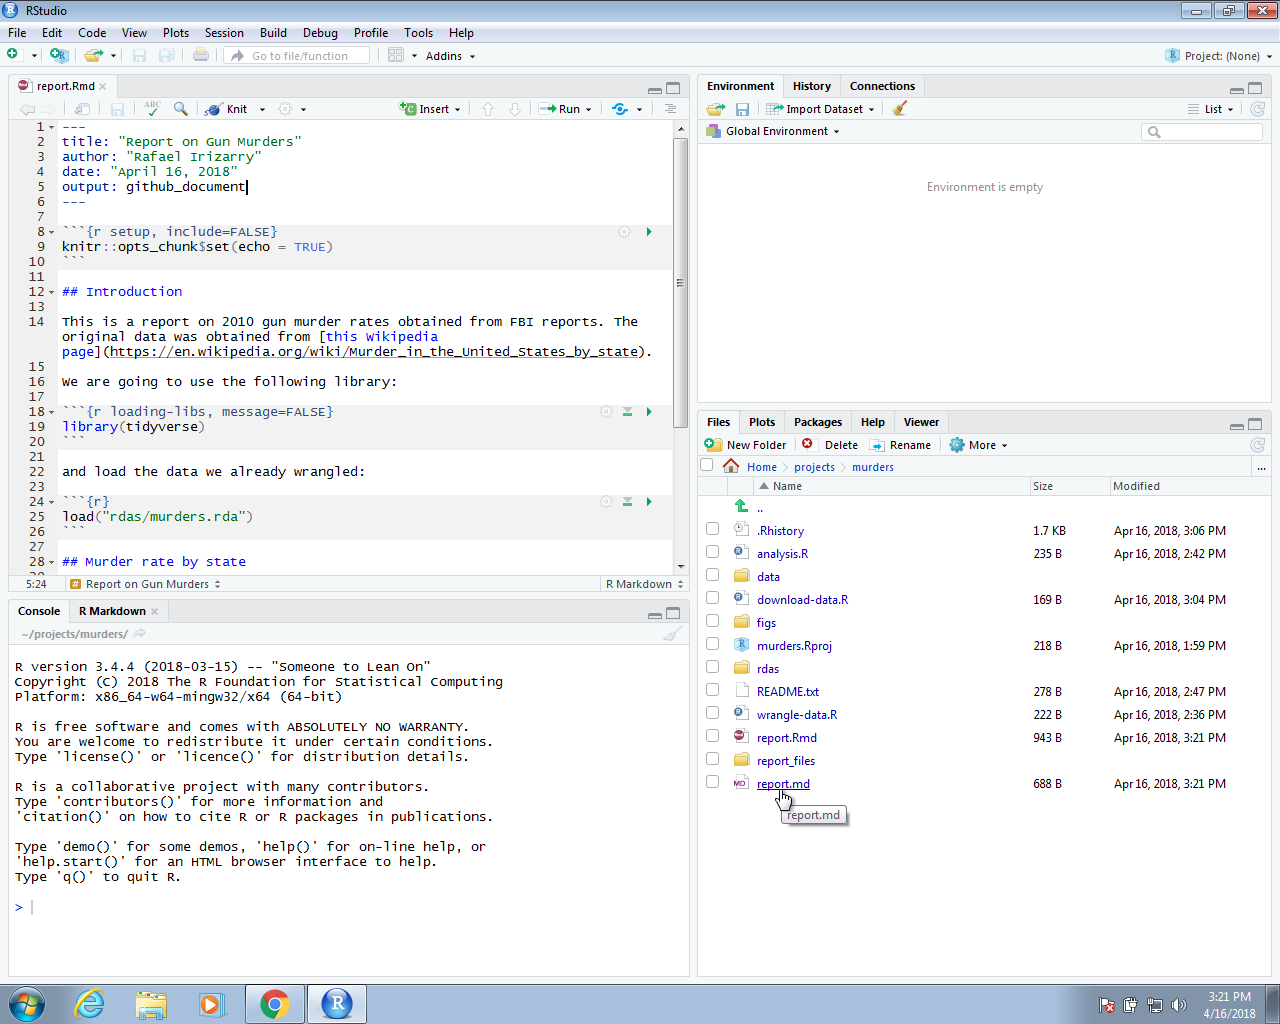 RStudio
File Edit Code View Plots Session Build Debug Profile Tools Help
Go to file/function Addins Project: (None)
report.Rmd
ABC Knit Insert Run
1 ---
2 title: "Report on Gun Murders"
3 author: "Rafael Irizarry"
4 date: "April 16, 2018"
5 output: github_document
6 ---
7
8 ```{r setup, include=FALSE}
9 knitr::opts_chunk$set(echo = TRUE)
10 ```
11
12 ## Introduction
13
14 This is a report on 2010 gun murder rates obtained from FBI reports. The
original data was obtained from [this Wikipedia
page](https://en.wikipedia.org/wiki/Murder_in_the_United_States_by_state).
15
16 We are going to use the following library:
17
18 ```{r loading-libs, message=FALSE}
19 library(tidyverse)
20 ```
21
22 and load the data we already wrangled:
23
24 ```{r}
25 load("rdas/murders.rda")
26 ```
27
28 ## Murder rate by state
5:24 # Report on Gun Murders R Markdown
Console R Markdown
~/projects/murders/
R version 3.4.4 (2018-03-15) -- "Someone to Lean On"
Copyright (C) 2018 The R Foundation for Statistical Computing
Platform: x86_64-w64-mingw32/x64 (64-bit)
R is free software and comes with ABSOLUTELY NO WARRANTY.
You are welcome to redistribute it under certain conditions.
Type 'license()' or 'licence()' for distribution details.
R is a collaborative project with many contributors.
Type 'contributors()' for more information and
'citation()' on how to cite R or R packages in publications.
Type 'demo()' for some demos, 'help()' for on-line help, or
'help.start()' for an HTML browser interface to help.
Type 'q()' to quit R.
>
Environment History Connections
Import Dataset List
Global Environment
Environment is empty
Files Plots Packages Help Viewer
New Folder Delete Rename More
Home projects murders ...
Name Size Modified
..
.Rhistory 1.7 KB Apr 16, 2018, 3:06 PM
analysis.R 235 B Apr 16, 2018, 2:42 PM
data
download-data.R 169 B Apr 16, 2018, 3:04 PM
figs
murders.Rproj 218 B Apr 16, 2018, 1:59 PM
rdas
README.txt 278 B Apr 16, 2018, 2:47 PM
wrangle-data.R 222 B Apr 16, 2018, 2:36 PM
report.Rmd 943 B Apr 16, 2018, 3:21 PM
report_files
MD report.md 688 B Apr 16, 2018, 3:21 PM
report.md
3:21 PM
4/16/2018